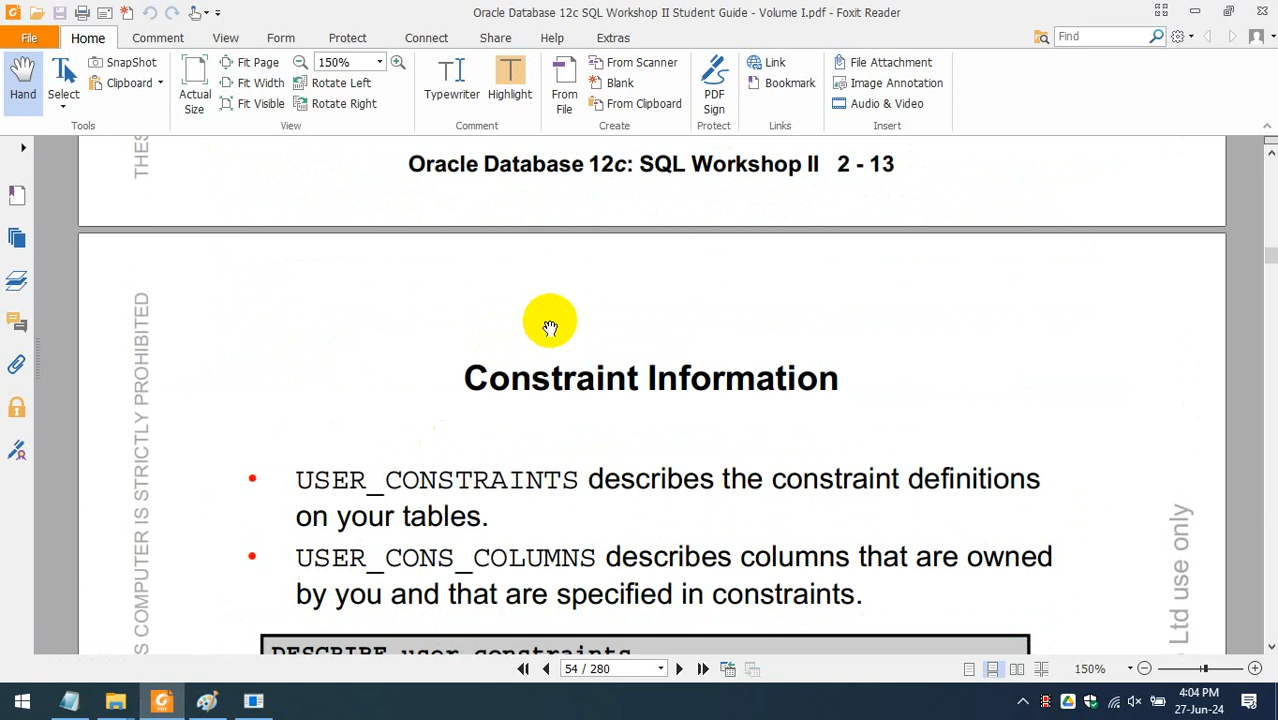 Oracle Database 12c SQL Workshop II Student Guide - Volume I.pdf - Foxit Reader
File Home Comment View Form Protect Connect Share Help Extras
Find
Hand
Select
SnapShot
Clipboard
Tools
Actual Size
Fit Page
Fit Width
Fit Visible
150%
Rotate Left
Rotate Right
View
Typewriter
Highlight
Comment
From File
From Scanner
Blank
From Clipboard
Create
PDF Sign
Protect
Link
Bookmark
Links
File Attachment
Image Annotation
Audio & Video
Insert
THES
Oracle Database 12c: SQL Workshop II 2 - 13
S COMPUTER IS STRICTLY PROHIBITED
Constraint Information
• USER_CONSTRAINTS describes the constraint definitions
on your tables.
• USER_CONS_COLUMNS describes columns that are owned
by you and that are specified in constraints.
DESCRIBE user_constraints
Ltd use only
54 / 280
150%
4:04 PM
27-Jun-24